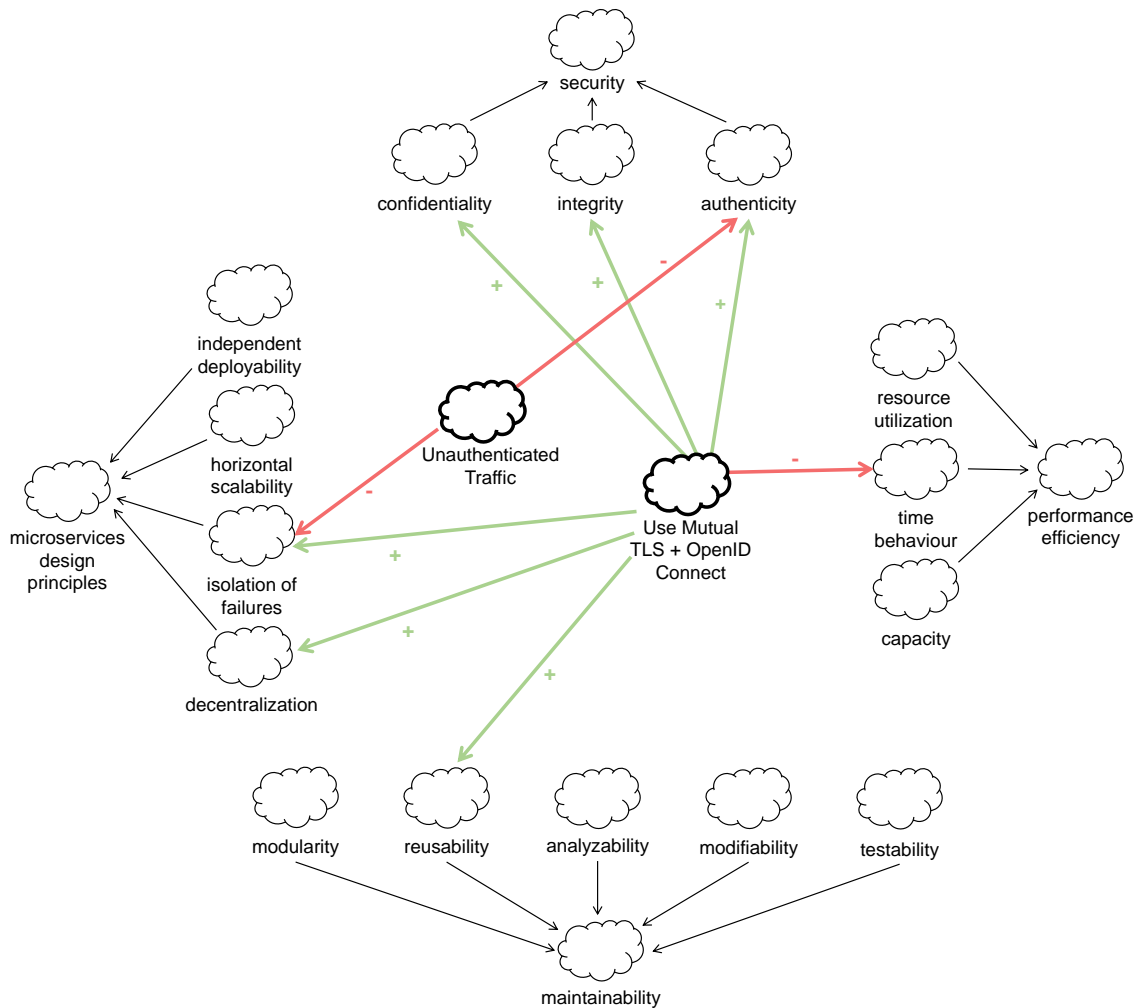 security
confidentiality
integrity
authenticity
-
+
+
+
independent
deployability
resource
utilization
horizontal
scalability
Unauthenticated
Traffic
-
-
microservices
design
principles
Use Mutual
TLS + OpenID
Connect
time
behaviour
performance
efficiency
+
isolation of
failures
+
capacity
decentralization
+
modularity
reusability
analyzability
modifiability
testability
maintainability